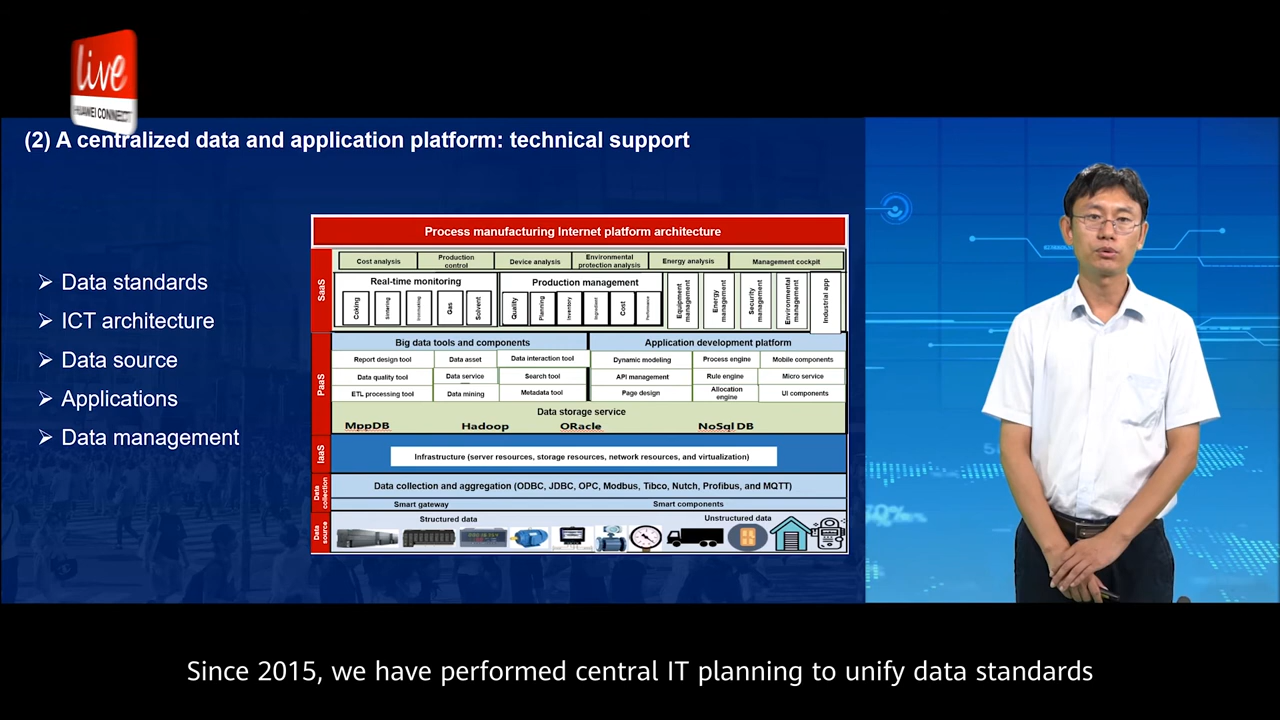 live
HUAWEI CONNECT
(2) A centralized data and application platform: technical support
➢ Data standards
➢ ICT architecture
➢ Data source
➢ Applications
➢ Data management
Process manufacturing Internet platform architecture
SaaS
Cost analysis
Production control
Device analysis
Environmental protection analysis
Energy analysis
Management cockpit
Real-time monitoring
Coking
Sintering
Gas
Solvent
Production management
Quality
Planning
Inventory
Ingredient
Cost
Performance
Equipment management
Energy management
Security management
Environmental management
Industrial app
PaaS
Big data tools and components
Application development platform
Report design tool
Data asset
Data interaction tool
Dynamic modeling
Process engine
Mobile components
Data quality tool
Data service
Search tool
API management
Rule engine
Micro service
ETL processing tool
Data mining
Metadata tool
Page design
Allocation engine
UI components
Data storage service
MppDB
Hadoop
ORacle
NoSql DB
IaaS
Infrastructure (server resources, storage resources, network resources, and virtualization)
Data collection
Data collection and aggregation (ODBC, JDBC, OPC, Modbus, Tibco, Nutch, Profibus, and MQTT)
Smart gateway
Smart components
Data source
Structured data
Unstructured data
Since 2015, we have performed central IT planning to unify data standards